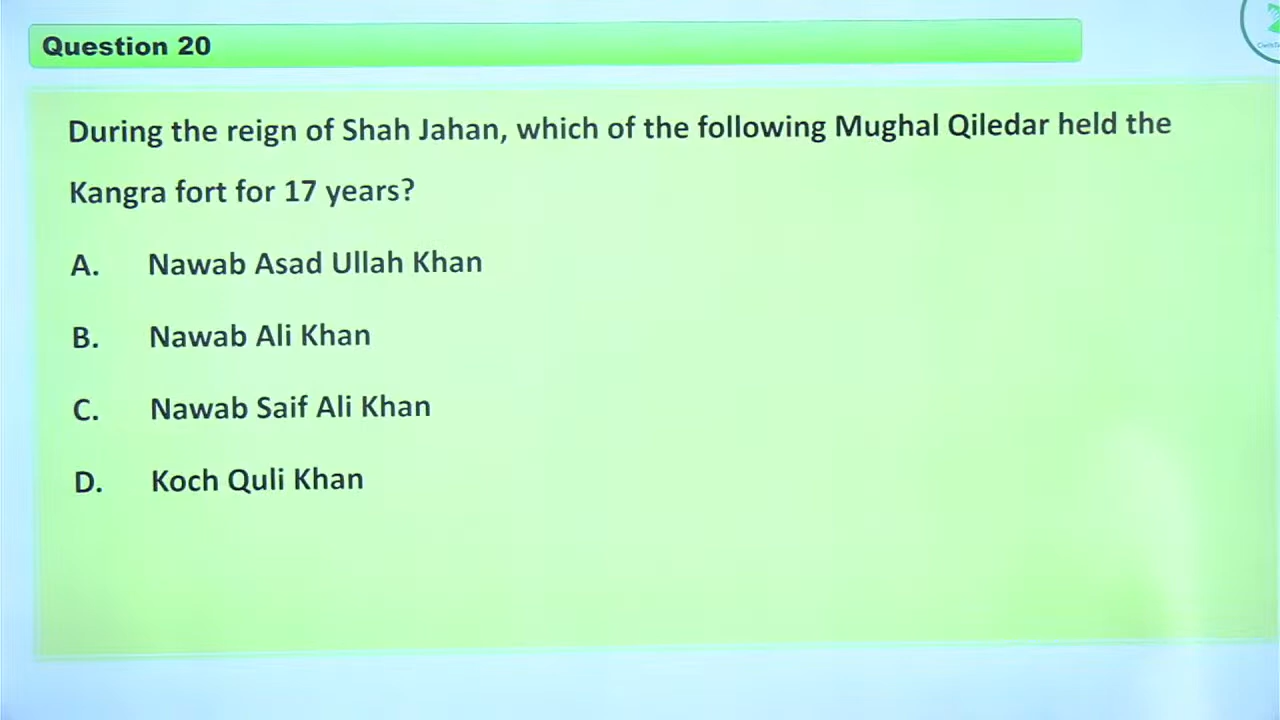 Question 20
During the reign of Shah Jahan, which of the following Mughal Qiledar held the
Kangra fort for 17 years?
A. Nawab Asad Ullah Khan
B. Nawab Ali Khan
C. Nawab Saif Ali Khan
D. Koch Quli Khan